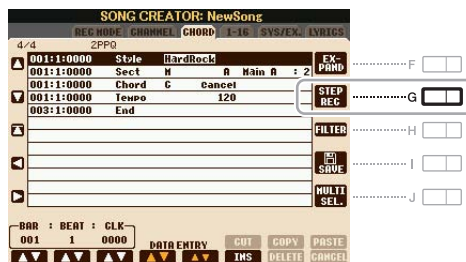 SONG CREATOR: NewSong
REC MODE CHANNEL CHORD 1-16 SYS/EX. LYRICS
4/4 2PPQ
001:1:0000 Style HardRock
001:1:0000 Sect M A Main A : 2
001:1:0000 Chord C Cancel
001:1:0000 Tempo 120
003:1:0000 End
EX-PAND
STEP REC
FILTER
SAVE
MULTI SEL.
F
G
H
I
J
BAR : BEAT : CLK
001 1 0000
DATA ENTRY
CUT COPY PASTE
INS DELETE CANCEL